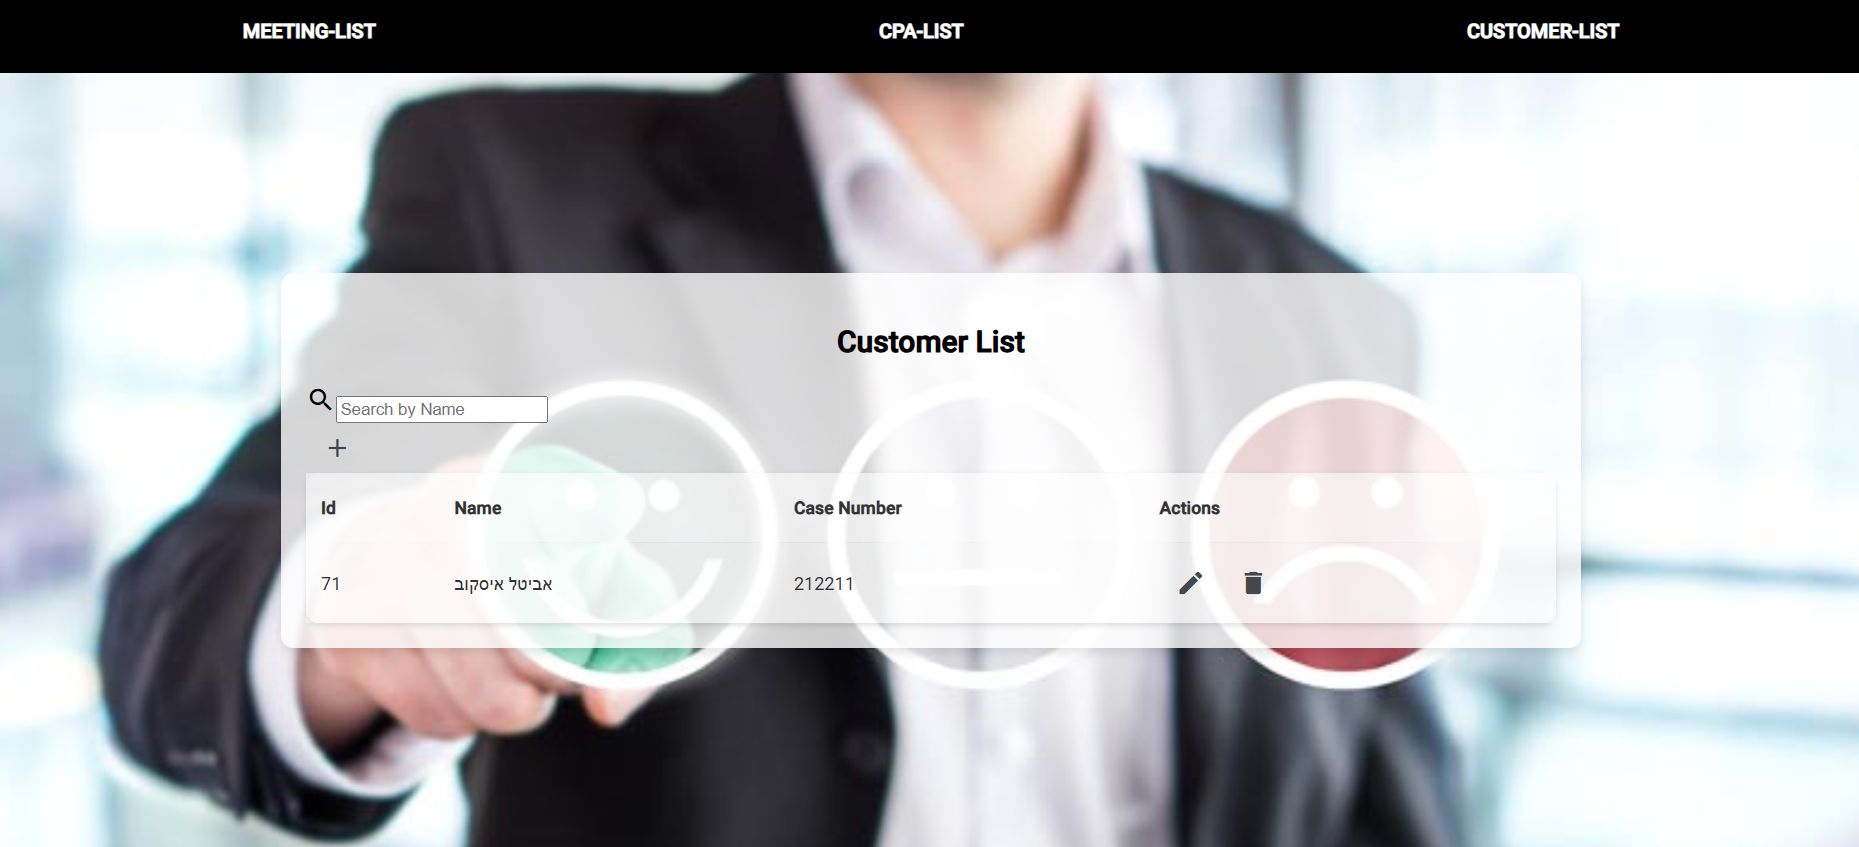 MEETING-LIST CPA-LIST CUSTOMER-LIST
Customer List
Search by Name
Id Name Case Number Actions
71 אביטל איסקוב 212211